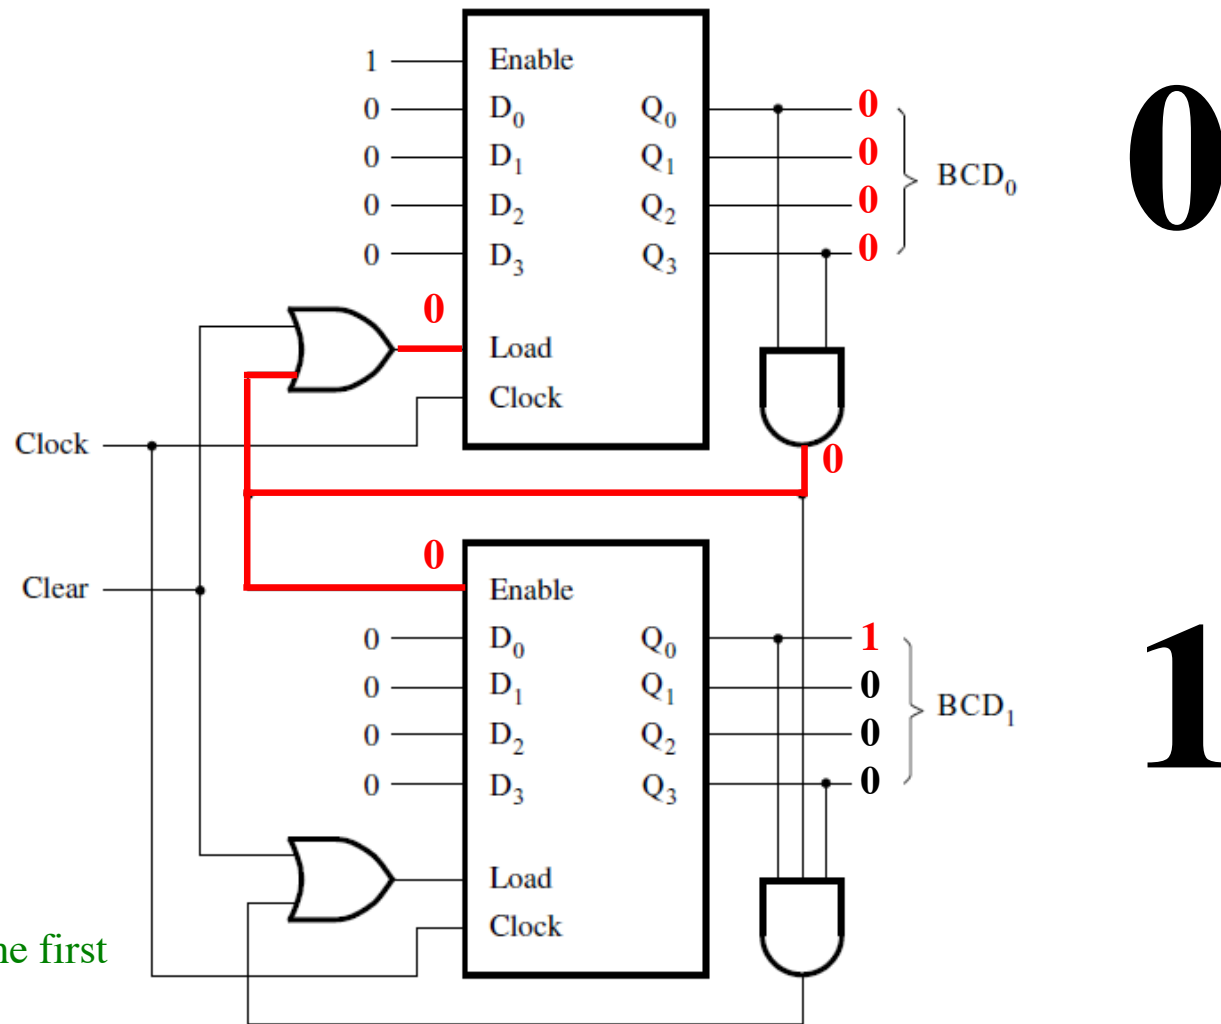 1 Enable
0 D0 Q0 0
0 D1 Q1 0 BCD0 0
0 D2 Q2 0
0 D3 Q3 0
0
Load
Clock
Clock
0
0
Clear Enable
0 D0 Q0 1
0 D1 Q1 0 BCD1 1
0 D2 Q2 0
0 D3 Q3 0
Load
Clock
first